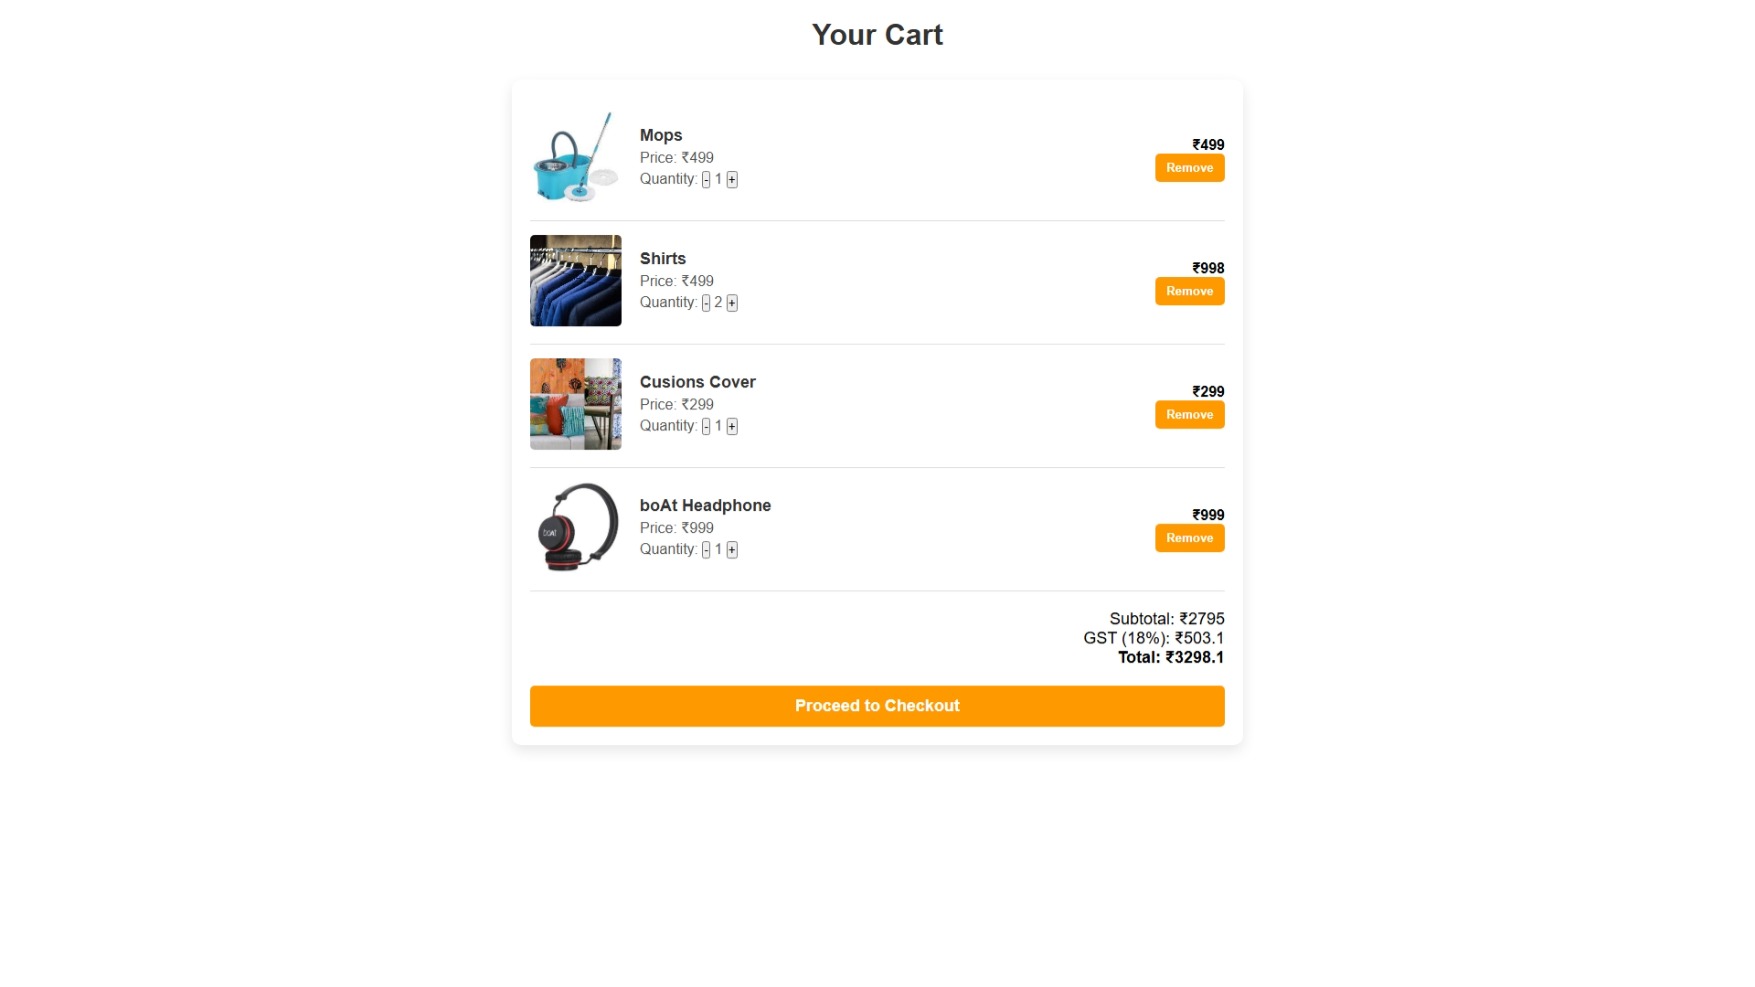 Your Cart
Mops
Price: ₹499
Quantity: - 1 +
₹499
Remove
Shirts
Price: ₹499
Quantity: - 2 +
₹998
Remove
Cusions Cover
Price: ₹299
Quantity: - 1 +
₹299
Remove
boAt
boAt Headphone
Price: ₹999
Quantity: - 1 +
₹999
Remove
Subtotal: ₹2795
GST (18%): ₹503.1
Total: ₹3298.1
Proceed to Checkout